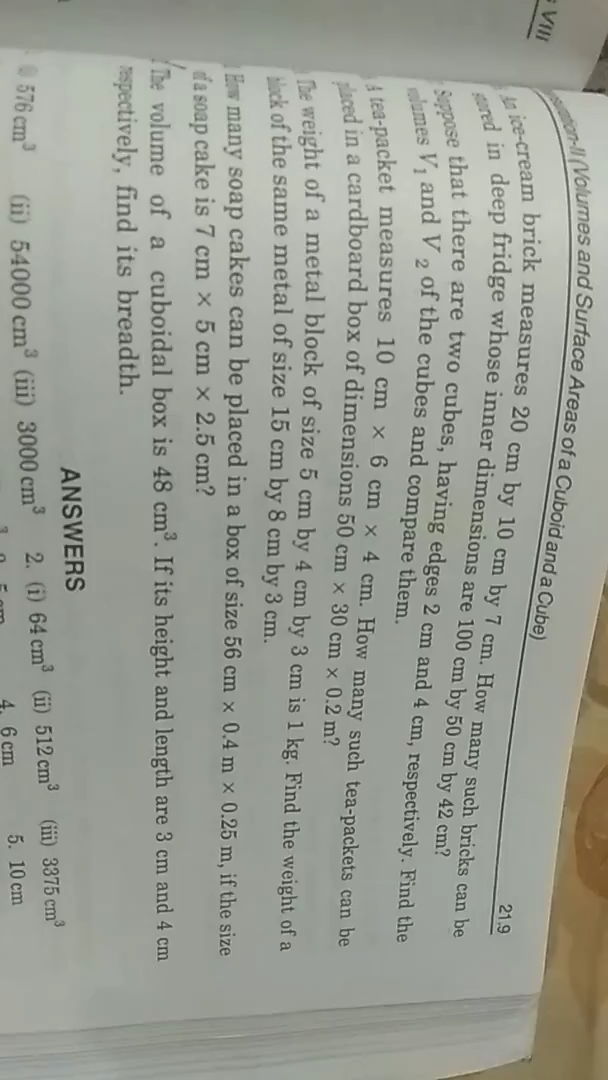 VIII
(Volumes and Surface Areas of a Cuboid and a Cube)
21.9
An ice-cream brick measures 20 cm by 10 cm by 7 cm. How many such bricks can be
stored in deep fridge whose inner dimensions are 100 cm by 50 cm by 42 cm?
Suppose that there are two cubes, having edges 2 cm and 4 cm, respectively. Find the
volumes V₁ and V₂ of the cubes and compare them.
A tea-packet measures 10 cm × 6 cm × 4 cm. How many such tea-packets can be
placed in a cardboard box of dimensions 50 cm × 30 cm × 0.2 m?
The weight of a metal block of size 5 cm by 4 cm by 3 cm is 1 kg. Find the weight of a
block of the same metal of size 15 cm by 8 cm by 3 cm.
How many soap cakes can be placed in a box of size 56 cm × 0.4 m × 0.25 m, if the size
of a soap cake is 7 cm × 5 cm × 2.5 cm?
The volume of a cuboidal box is 48 cm³. If its height and length are 3 cm and 4 cm
respectively, find its breadth.
ANSWERS
576 cm³ (ii) 54000 cm³ (iii) 3000 cm³ 2. (i) 64 cm³ (ii) 512 cm³ (iii) 3375 cm³
4. 6 cm 5. 10 cm